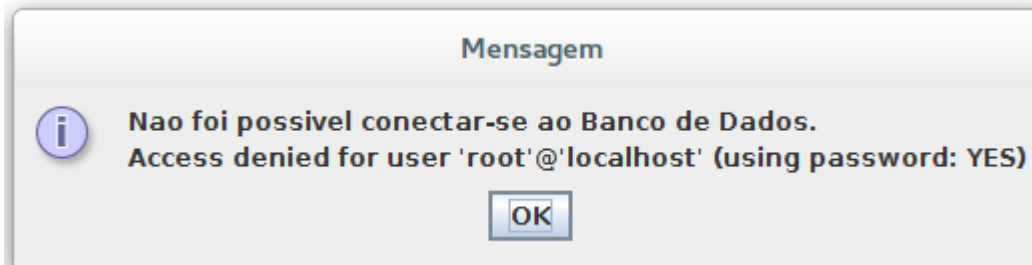 Mensagem
Nao foi possivel conectar-se ao Banco de Dados.
Access denied for user 'root'@'localhost' (using password: YES)
OK